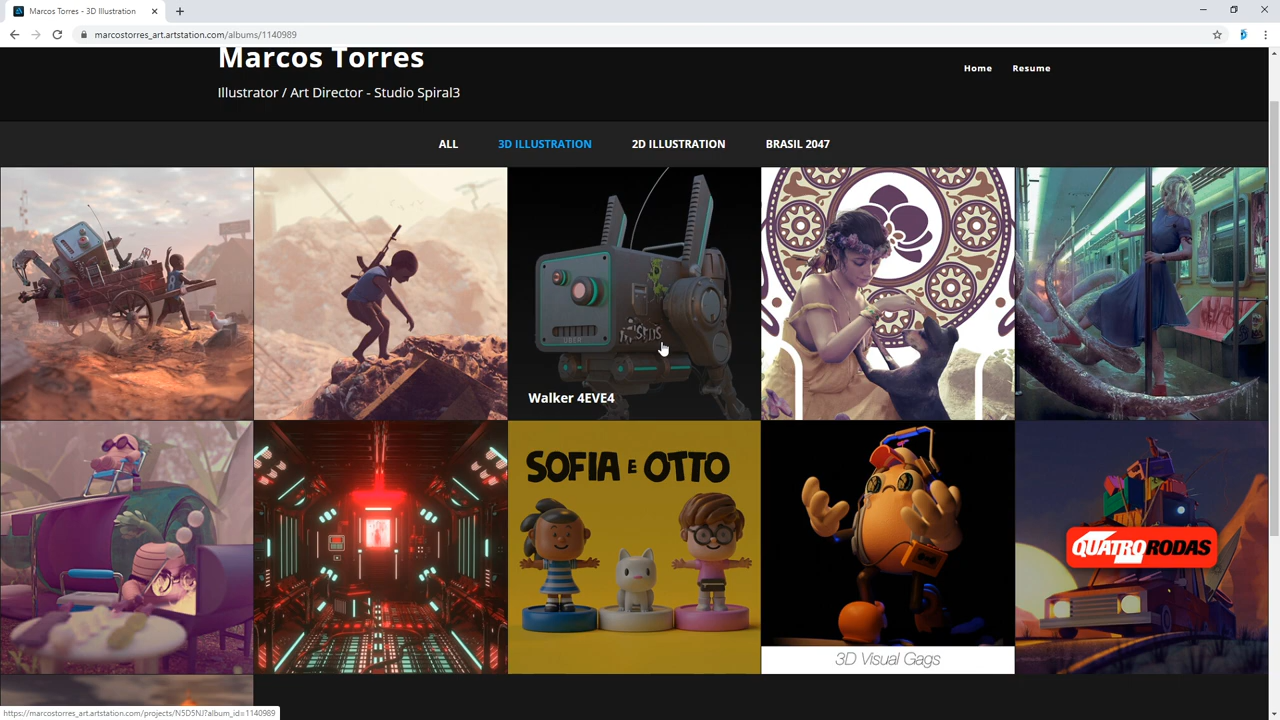 Marcos Torres - 3D Illustration
marcostorres_art.artstation.com/albums/1140989
Marcos Torres
Home
Resume
Illustrator / Art Director - Studio Spiral3
ALL
3D ILLUSTRATION
2D ILLUSTRATION
BRASIL 2047
UBER
Walker 4EVE4
SOFIA E OTTO
QUATRO RODAS
3D Visual Gags
https://marcostorres_art.artstation.com/projects/N5D5NJ?album_id=1140989